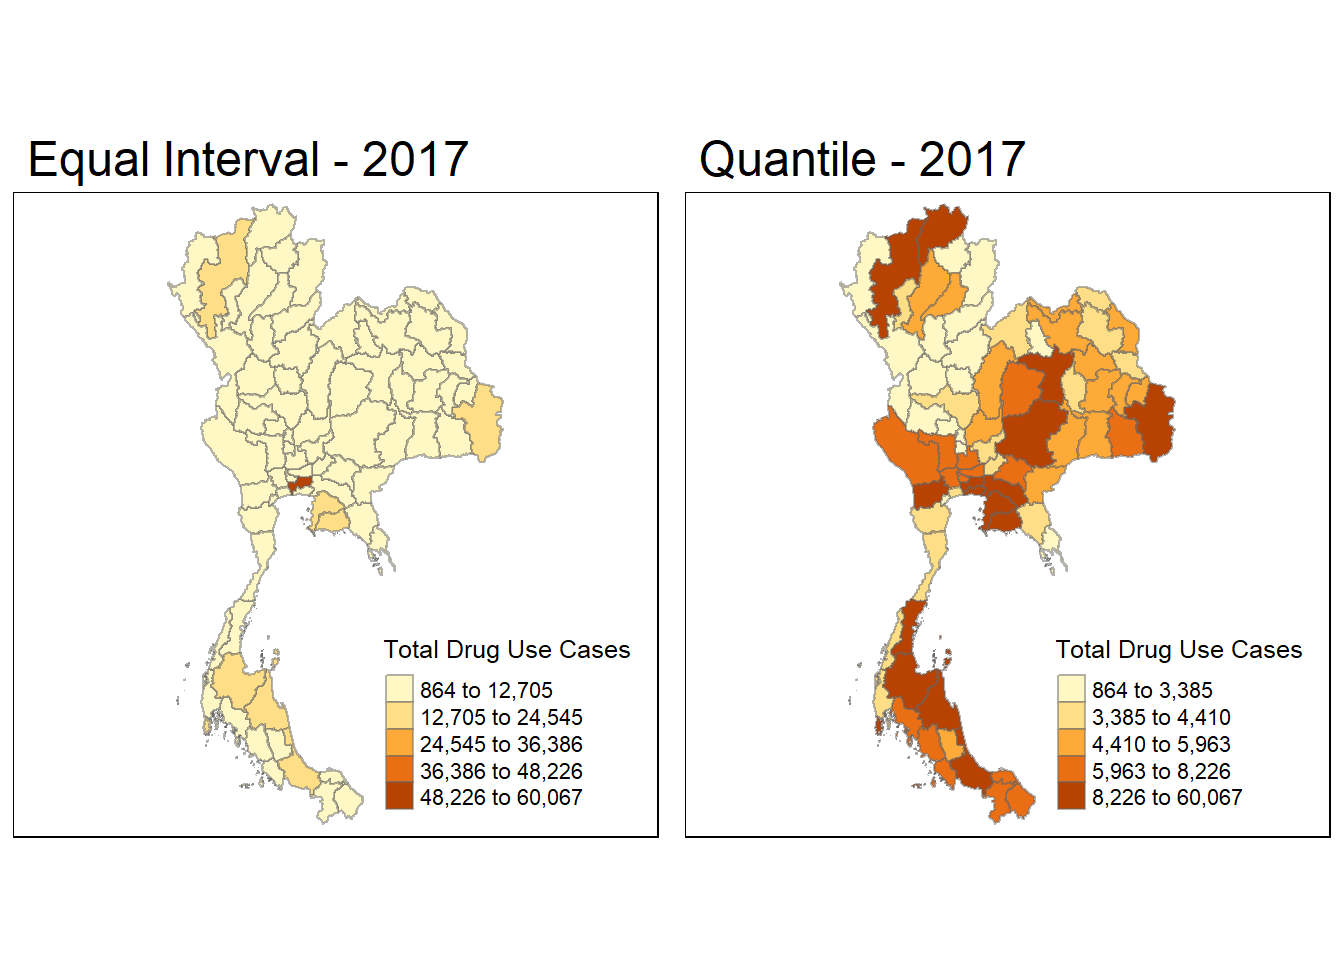 Equal Interval - 2017
Total Drug Use Cases
864 to 12,705
12,705 to 24,545
24,545 to 36,386
36,386 to 48,226
48,226 to 60,067
Quantile - 2017
Total Drug Use Cases
864 to 3,385
3,385 to 4,410
4,410 to 5,963
5,963 to 8,226
8,226 to 60,067